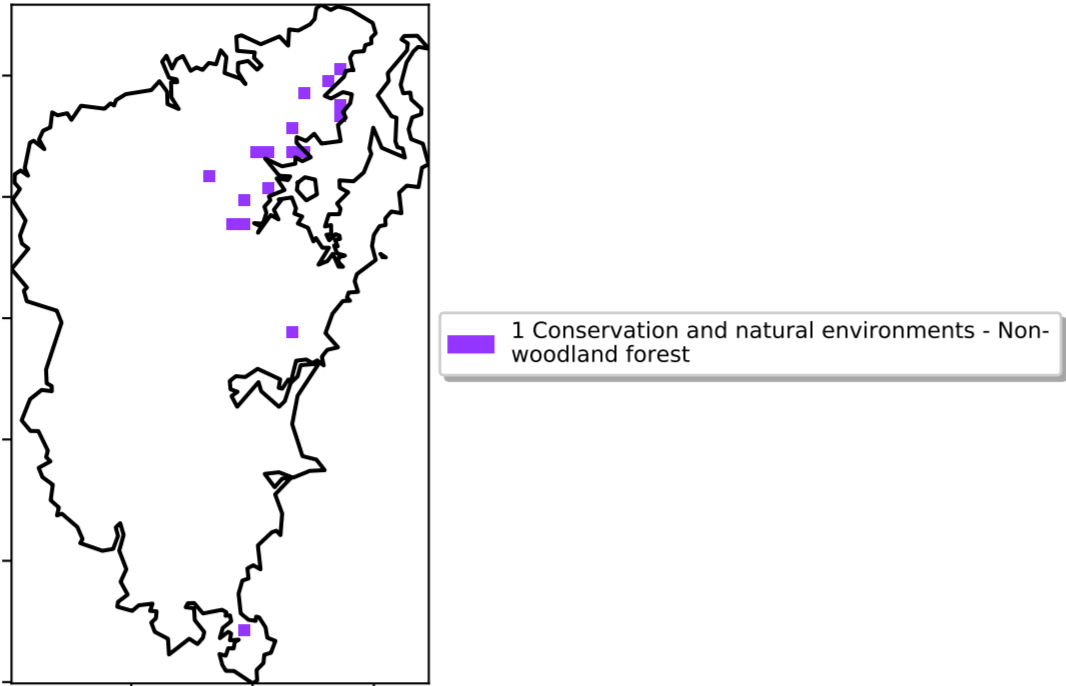 1 Conservation and natural environments - Non-
woodland forest